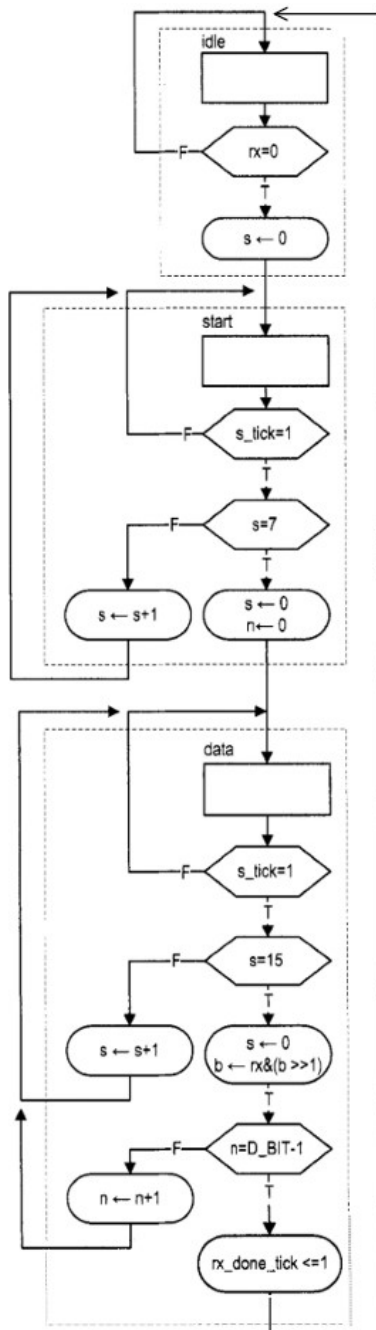 idle
F
rx=0
T
s ← 0
start
F
s_tick=1
T
F
s=7
T
s ← s+1
s ← 0
n← 0
data
F
s_tick=1
T
F
s=15
T
s ← s+1
s ← 0
b ← rx&(b >>1)
T
F
n=D_BIT-1
T
n ← n+1
rx_done_tick <=1